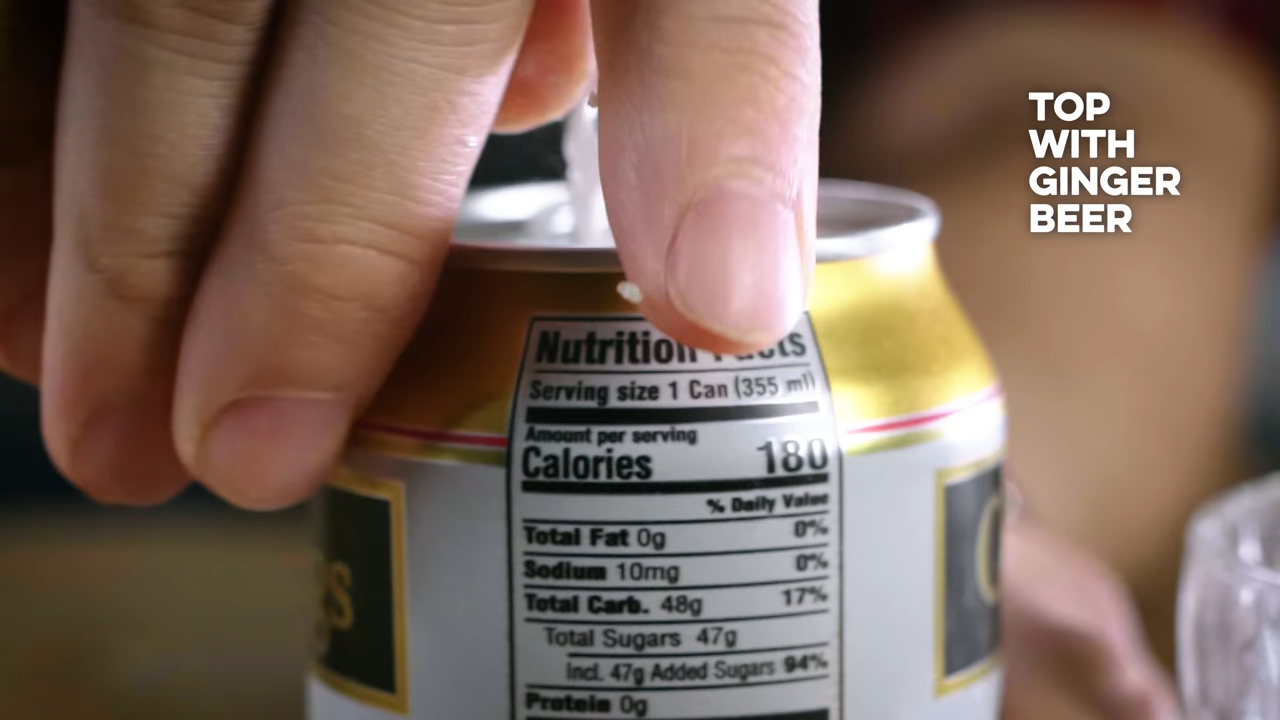 TOP
WITH
GINGER
BEER
Nutrition Facts
Serving size 1 Can (355 ml)
Amount per serving
Calories 180
% Daily Value
Total Fat 0g 0%
Sodium 10mg 0%
Total Carb. 48g 17%
Total Sugars 47g
Incl. 47g Added Sugars 94%
Protein 0g